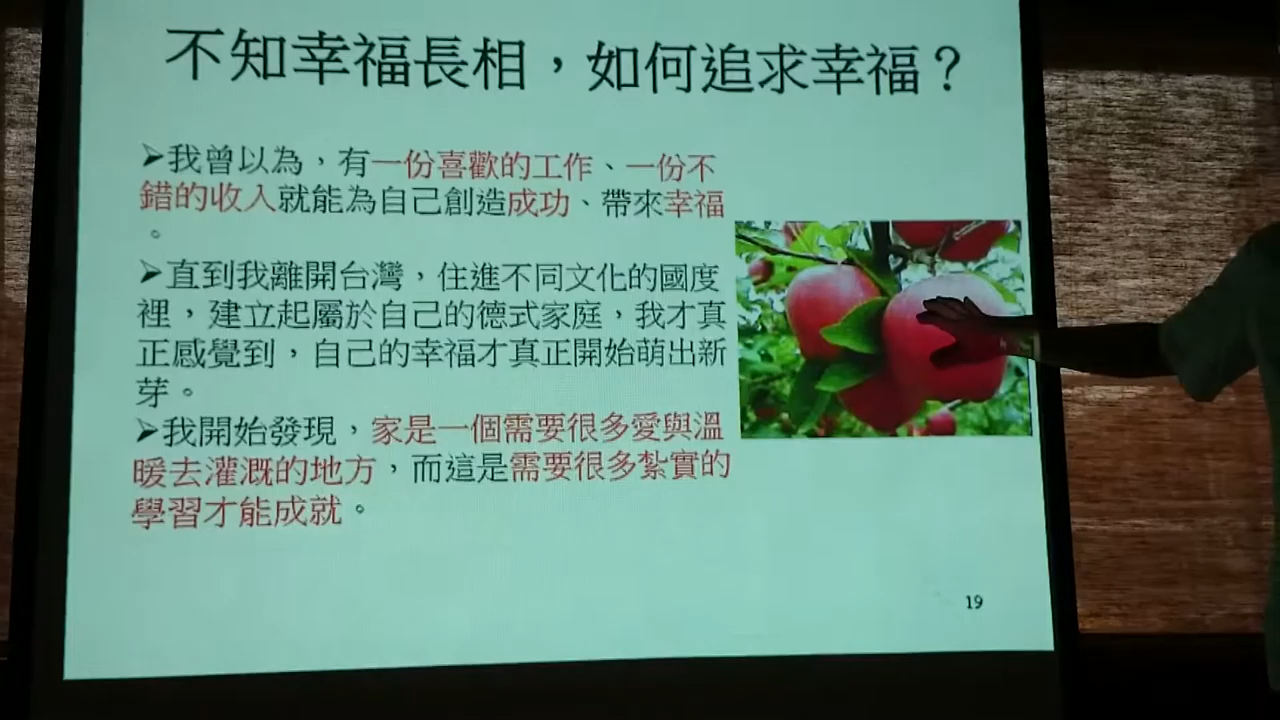 不知幸福長相，如何追求幸福？
➤我曾以為，有一份喜歡的工作、一份不
錯的收入就能為自己創造成功、帶來幸福
。
➤直到我離開台灣，住進不同文化的國度
裡，建立起屬於自己的德式家庭，我才真
正感覺到，自己的幸福才真正開始萌出新
芽。
➤我開始發現，家是一個需要很多愛與溫
暖去灌溉的地方，而這是需要很多紮實的
學習才能成就。
19